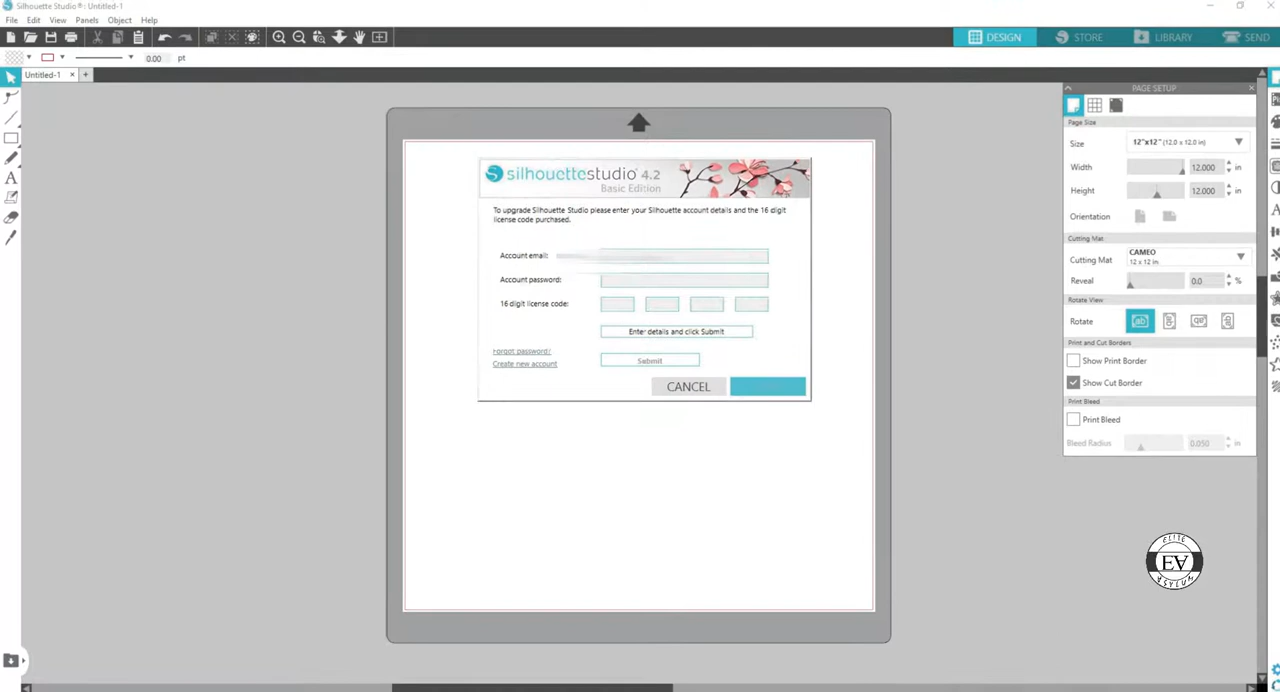 Silhouette Studio®: Untitled-1
File Edit View Panels Object Help
DESIGN STORE LIBRARY SEND
0.00 pt
Untitled-1 × +
PAGE SETUP
Page Size
Size 12"x12" (12.0 x 12.0 in)
Width 12.000 in
Height 12.000 in
Orientation
Cutting Mat
Cutting Mat CAMEO
12 x 12 in
Reveal 0.0 %
Rotate View
Rotate
Print and Cut Borders
Show Print Border
Show Cut Border
Print Bleed
Print Bleed
Bleed Radius 0.050 in
silhouettestudio 4.2
Basic Edition
To upgrade Silhouette Studio please enter your Silhouette account details and the 16 digit
license code purchased.
Account email:
Account password:
16 digit license code:
Enter details and click Submit
Forgot password?
Create new account
Submit
CANCEL
ELITE
EA
ASYLUM